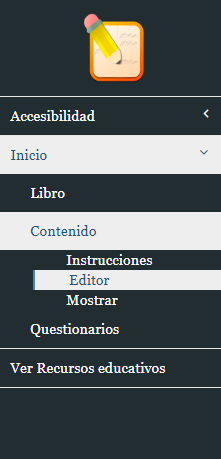 Accesibilidad
Inicio
Libro
Contenido
Instrucciones
Editor
Mostrar
Questionarios
Ver Recursos educativos